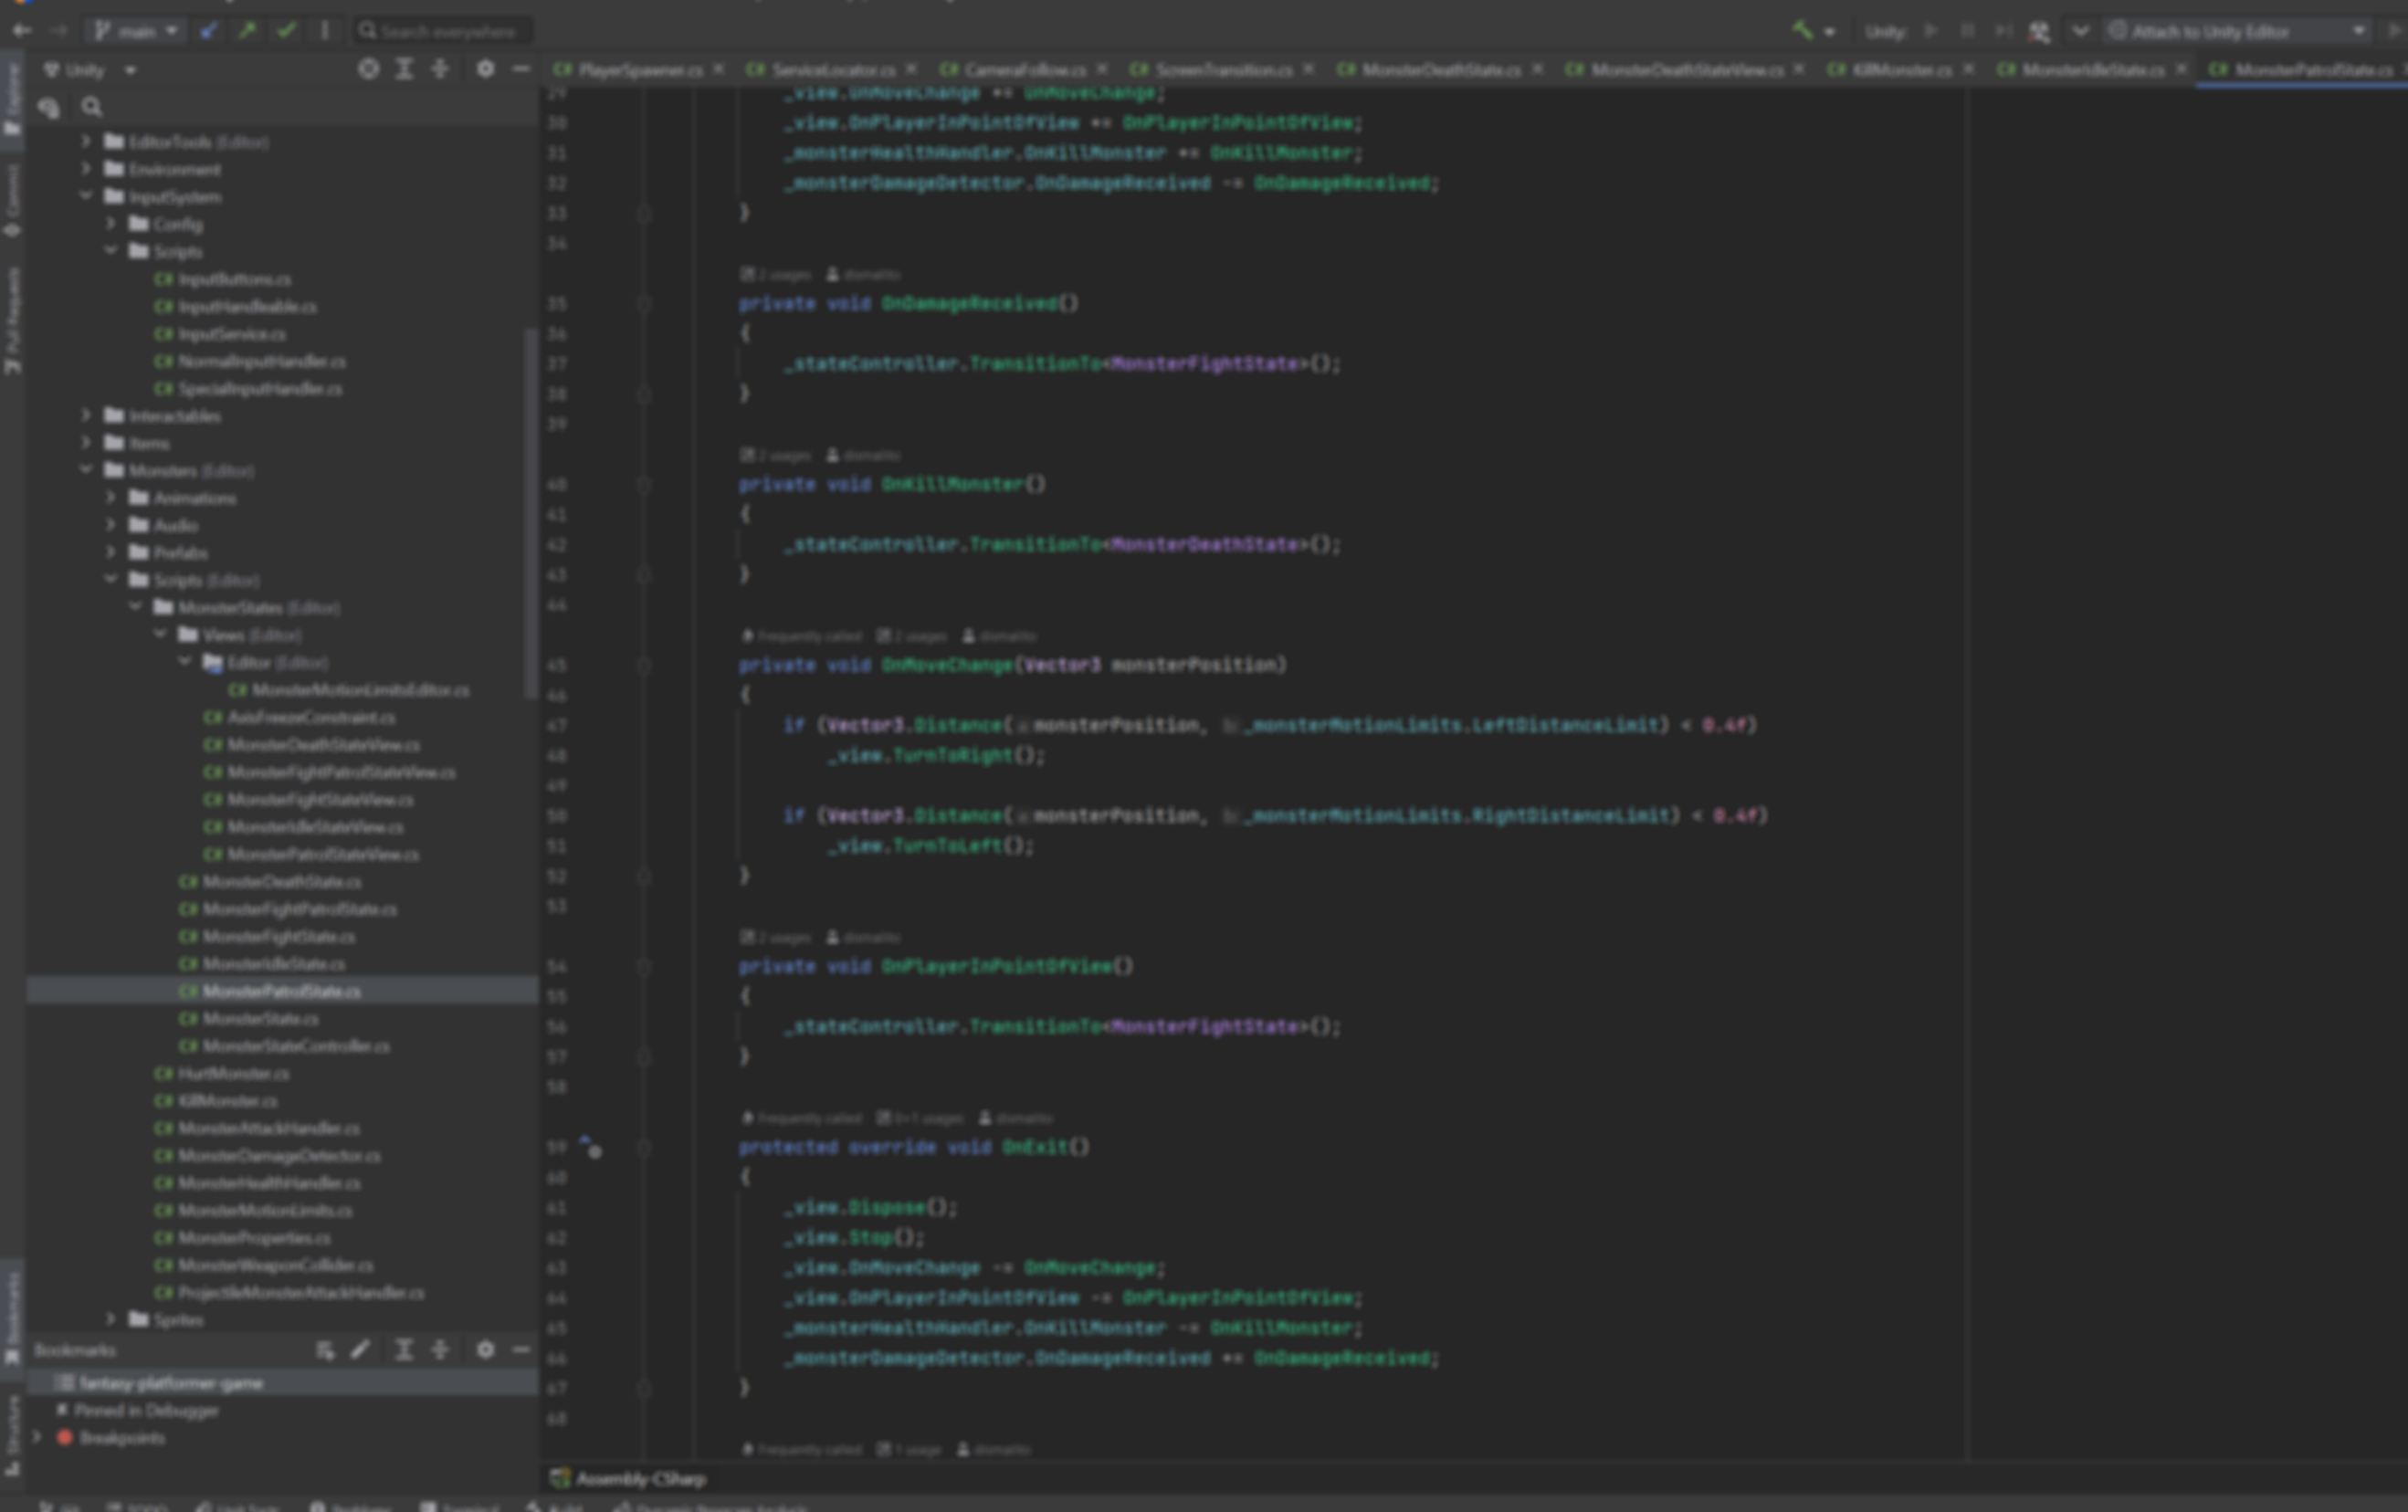 main
Search everywhere
Unity:
Attach to Unity Editor
Unity
PlayerSpawner.cs
ServiceLocator.cs
CameraFollow.cs
ScreenTransition.cs
MonsterDeathState.cs
MonsterDeathStateView.cs
KillMonster.cs
MonsterIdleState.cs
MonsterPatrolState.cs
Explorer
Commit
Pull Requests
Bookmarks
Structure
EditorTools (Editor)
Environment
InputSystem
Config
Scripts
InputButtons.cs
InputHandleable.cs
InputService.cs
NormalInputHandler.cs
SpecialInputHandler.cs
Interactables
Items
Monsters (Editor)
Animations
Audio
Prefabs
Scripts (Editor)
MonsterStates (Editor)
Views (Editor)
Editor (Editor)
MonsterMotionLimitsEditor.cs
AxisFreezeConstraint.cs
MonsterDeathStateView.cs
MonsterFightPatrolStateView.cs
MonsterFightStateView.cs
MonsterIdleStateView.cs
MonsterPatrolStateView.cs
MonsterDeathState.cs
MonsterFightPatrolState.cs
MonsterFightState.cs
MonsterIdleState.cs
MonsterPatrolState.cs
MonsterState.cs
MonsterStateController.cs
HurtMonster.cs
KillMonster.cs
MonsterAttackHandler.cs
MonsterDamageDetector.cs
MonsterHealthHandler.cs
MonsterMotionLimits.cs
MonsterProperties.cs
MonsterWeaponCollider.cs
ProjectileMonsterAttackHandler.cs
Sprites
Bookmarks
fantasy-platformer-game
Pinned in Debugger
Breakpoints
29 _view.OnMoveChange += OnMoveChange;
30 _view.OnPlayerInPointOfView += OnPlayerInPointOfView;
31 _monsterHealthHandler.OnKillMonster += OnKillMonster;
32 _monsterDamageDetector.OnDamageReceived -= OnDamageReceived;
33 }
34
2 usages dismalito
35 private void OnDamageReceived()
36 {
37 _stateController.TransitionTo<MonsterFightState>();
38 }
39
2 usages dismalito
40 private void OnKillMonster()
41 {
42 _stateController.TransitionTo<MonsterDeathState>();
43 }
44
Frequently called 2 usages dismalito
45 private void OnMoveChange(Vector3 monsterPosition)
46 {
47 if (Vector3.Distance(a: monsterPosition, b: _monsterMotionLimits.LeftDistanceLimit) < 0.4f)
48 _view.TurnToRight();
49
50 if (Vector3.Distance(a: monsterPosition, b: _monsterMotionLimits.RightDistanceLimit) < 0.4f)
51 _view.TurnToLeft();
52 }
53
2 usages dismalito
54 private void OnPlayerInPointOfView()
55 {
56 _stateController.TransitionTo<MonsterFightState>();
57 }
58
Frequently called 0+1 usages dismalito
59 protected override void OnExit()
60 {
61 _view.Dispose();
62 _view.Stop();
63 _view.OnMoveChange -= OnMoveChange;
64 _view.OnPlayerInPointOfView -= OnPlayerInPointOfView;
65 _monsterHealthHandler.OnKillMonster -= OnKillMonster;
66 _monsterDamageDetector.OnDamageReceived += OnDamageReceived;
67 }
68
Frequently called 1 usage dismalito
Assembly-CSharp
Git TODO Unit Tests Problems Terminal Build Dynamic Program Analysis